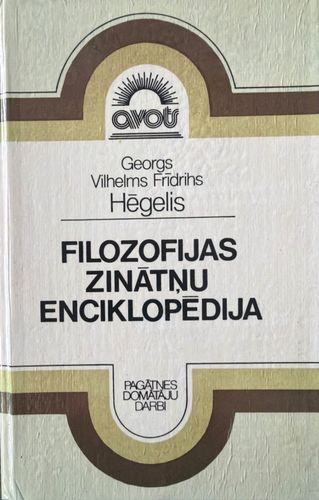 avots
Georgs
Vilhelms Frīdrihs
Hēgelis
FILOZOFIJAS
ZINĀTŅU
ENCIKLOPĒDIJA
PAGĀTNES
DOMĀTĀJU
DARBI